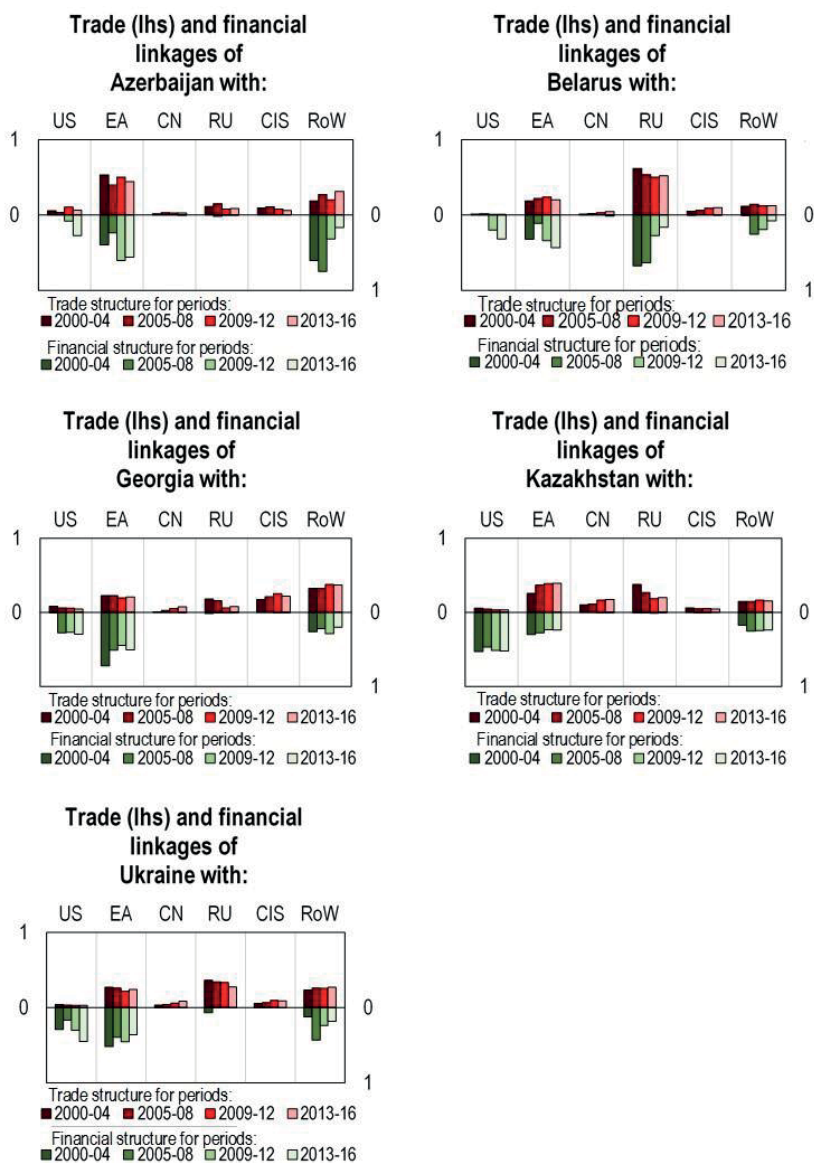 Trade (lhs) and financial
linkages of
Azerbaijan with:
US EA CN RU CIS RoW
1
0 0
1
Trade structure for periods:
2000-04 2005-08 2009-12 2013-16
Financial structure for periods:
2000-04 2005-08 2009-12 2013-16
Trade (lhs) and financial
linkages of
Belarus with:
US EA CN RU CIS RoW
1
0 0
1
Trade structure for periods:
2000-04 2005-08 2009-12 2013-16
Financial structure for periods:
2000-04 2005-08 2009-12 2013-16
Trade (lhs) and financial
linkages of
Georgia with:
US EA CN RU CIS RoW
1
0 0
1
Trade structure for periods:
2000-04 2005-08 2009-12 2013-16
Financial structure for periods:
2000-04 2005-08 2009-12 2013-16
Trade (lhs) and financial
linkages of
Kazakhstan with:
US EA CN RU CIS RoW
1
0 0
1
Trade structure for periods:
2000-04 2005-08 2009-12 2013-16
Financial structure for periods:
2000-04 2005-08 2009-12 2013-16
Trade (lhs) and financial
linkages of
Ukraine with:
US EA CN RU CIS RoW
1
0 0
1
Trade structure for periods:
2000-04 2005-08 2009-12 2013-16
Financial structure for periods:
2000-04 2005-08 2009-12 2013-16